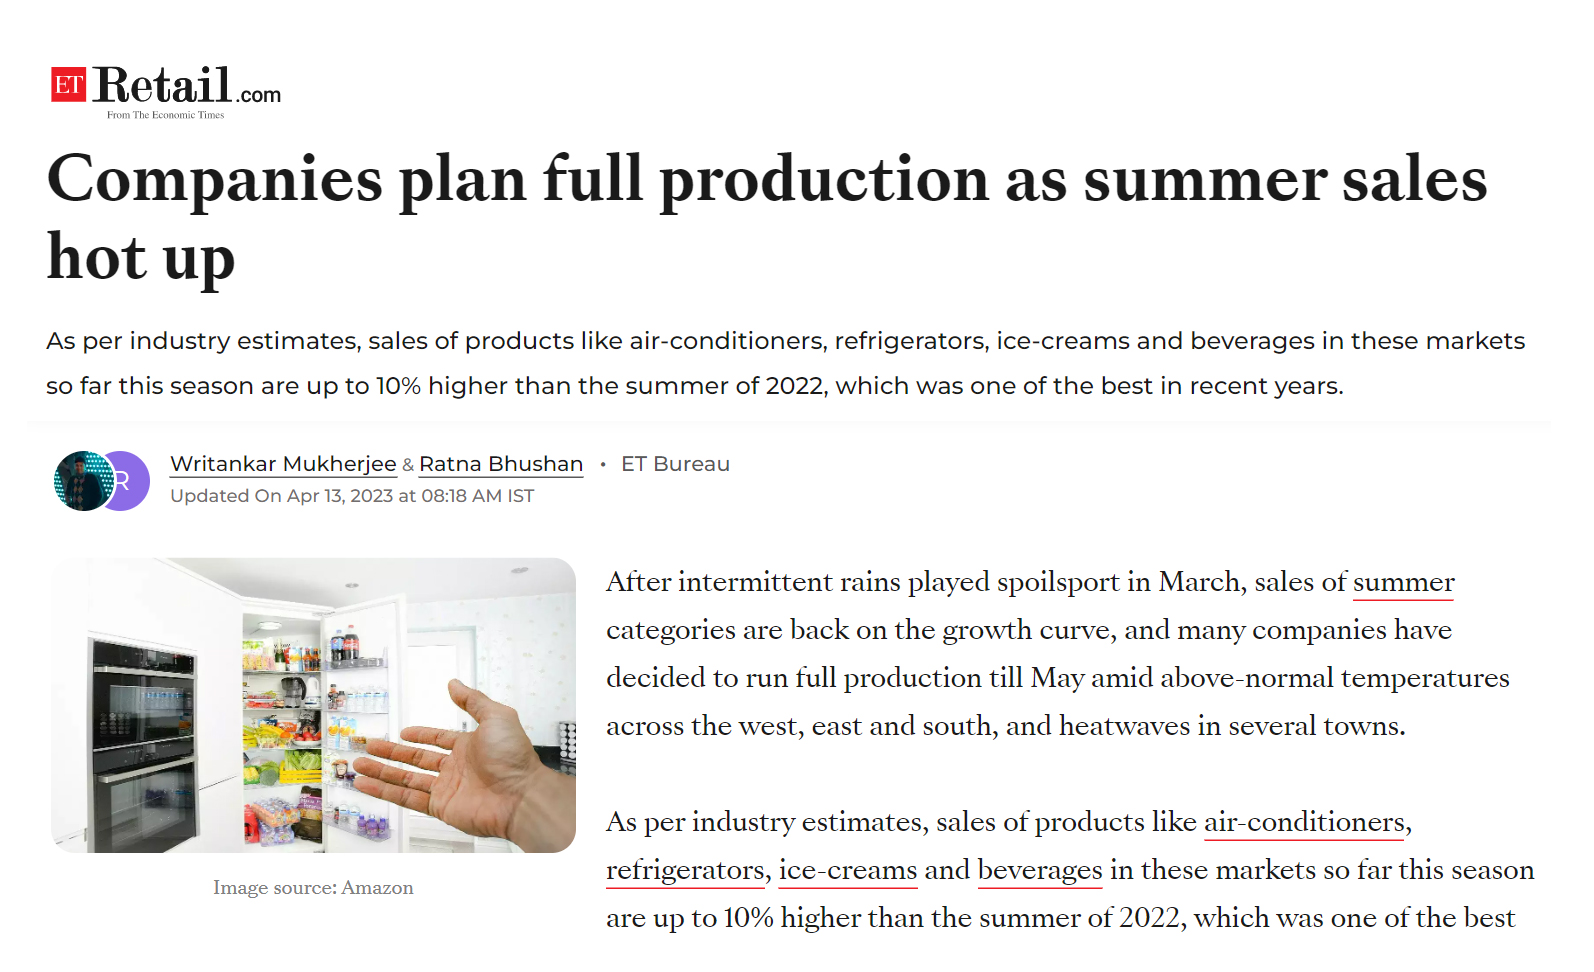 ET Retail.com
From The Economic Times
Companies plan full production as summer sales
hot up
As per industry estimates, sales of products like air-conditioners, refrigerators, ice-creams and beverages in these markets
so far this season are up to 10% higher than the summer of 2022, which was one of the best in recent years.
R
Writankar Mukherjee & Ratna Bhushan • ET Bureau
Updated On Apr 13, 2023 at 08:18 AM IST
After intermittent rains played spoilsport in March, sales of summer
categories are back on the growth curve, and many companies have
decided to run full production till May amid above-normal temperatures
across the west, east and south, and heatwaves in several towns.
As per industry estimates, sales of products like air-conditioners,
refrigerators, ice-creams and beverages in these markets so far this season
are up to 10% higher than the summer of 2022, which was one of the best
Image source: Amazon